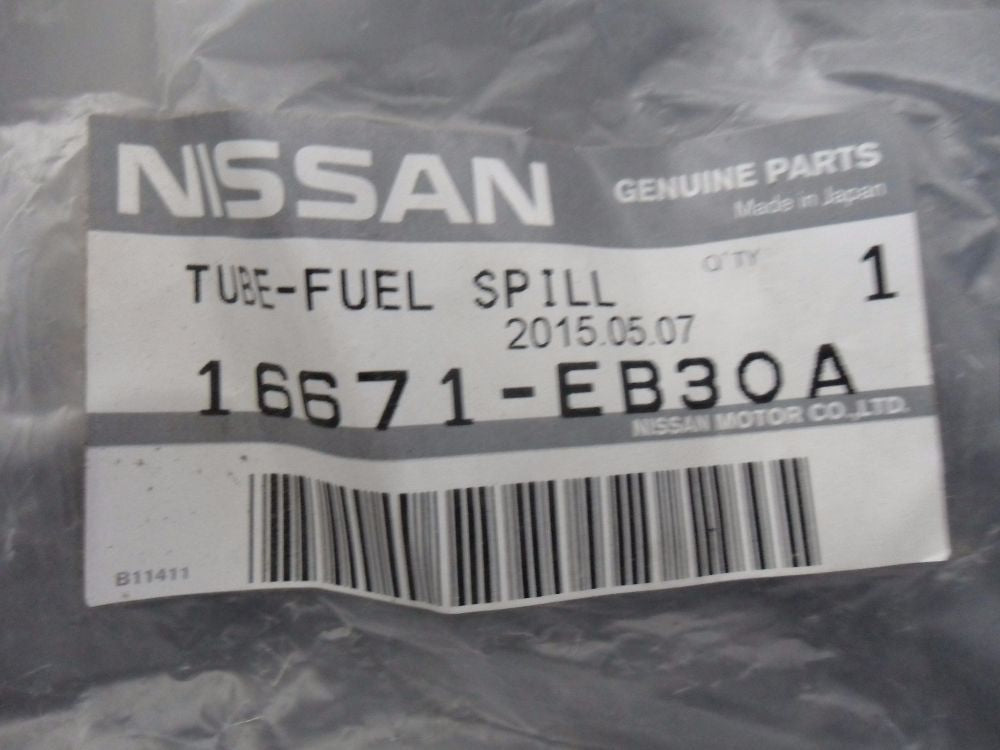 NISSAN GENUINE PARTS
Made in Japan
TUBE-FUEL SPILL Q'TY 1
2015.05.07
16671-EB30A
NISSAN MOTOR CO.,LTD.
B11411